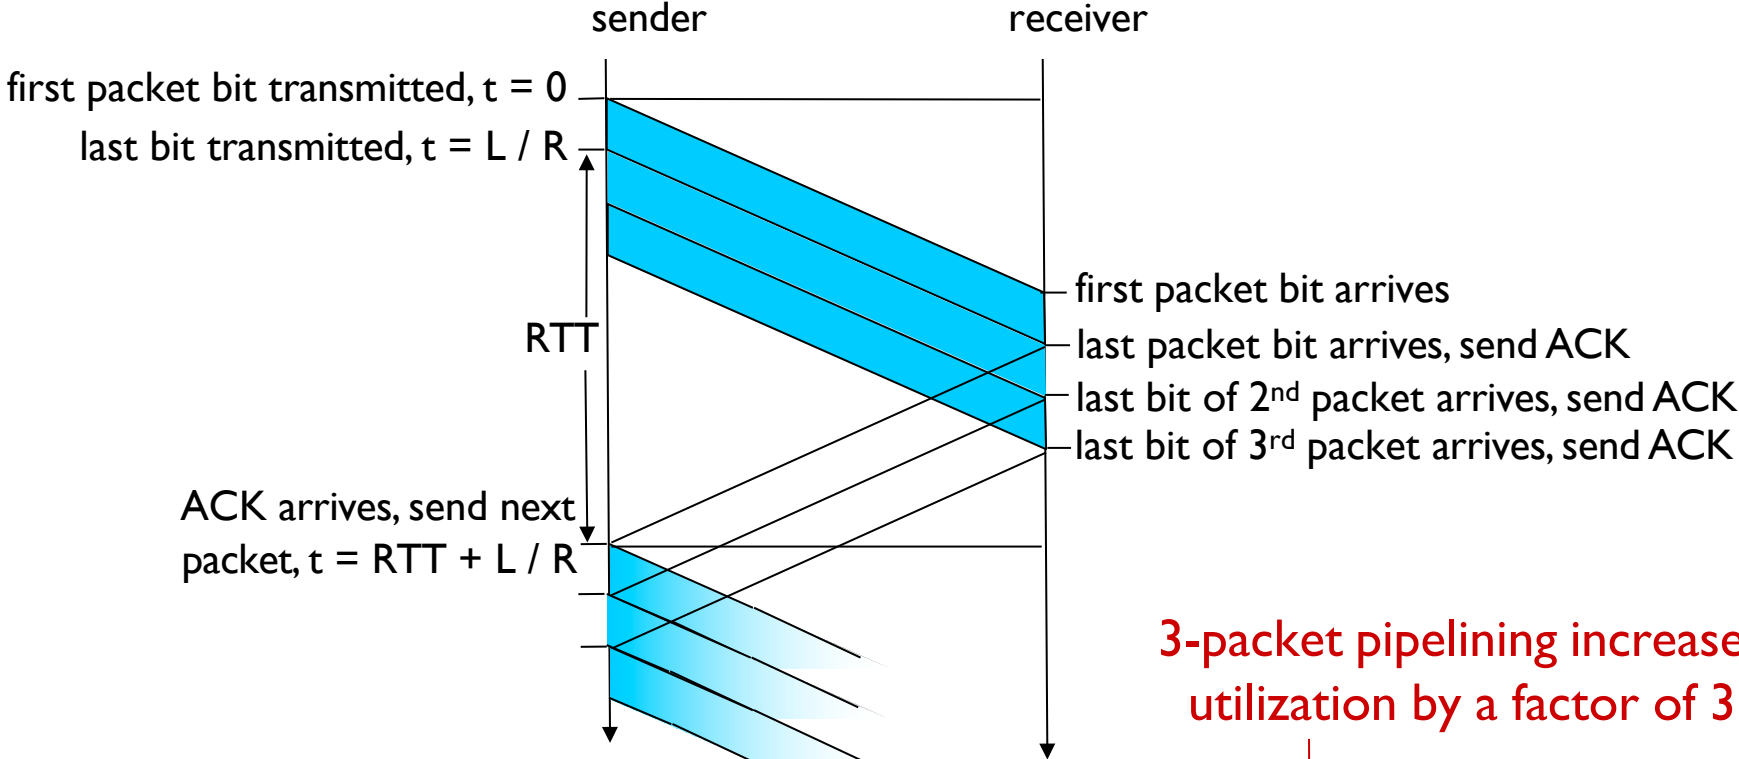 sender
receiver
first packet bit transmitted, t = 0
last bit transmitted, t = L / R
first packet bit arrives
RTT
last packet bit arrives, send ACK
last bit of 2nd packet arrives, send ACK
last bit of 3rd packet arrives, send ACK
ACK arrives, send next
packet, t = RTT + L / R
3-packet pipelining increase
utilization by a factor of 3